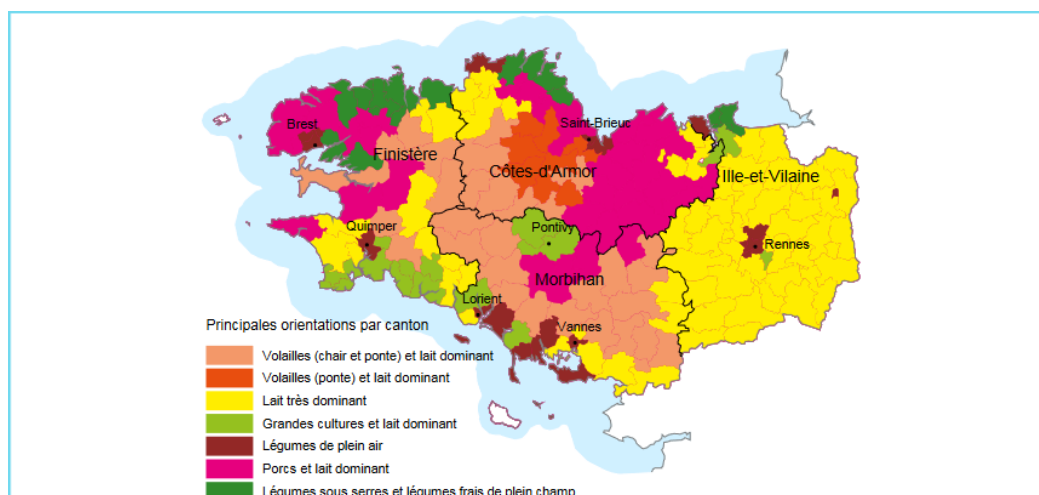 Brest
Saint-Brieuc
Finistère
Côtes-d'Armor
Ille-et-Vilaine
Quimper
Pontivy
Rennes
Morbihan
Lorient
Vannes
Principales orientations par canton
Volailles (chair et ponte) et lait dominant
Volailles (ponte) et lait dominant
Lait très dominant
Grandes cultures et lait dominant
Légumes de plein air
Porcs et lait dominant
Légumes sous serres et légumes frais de plein champ